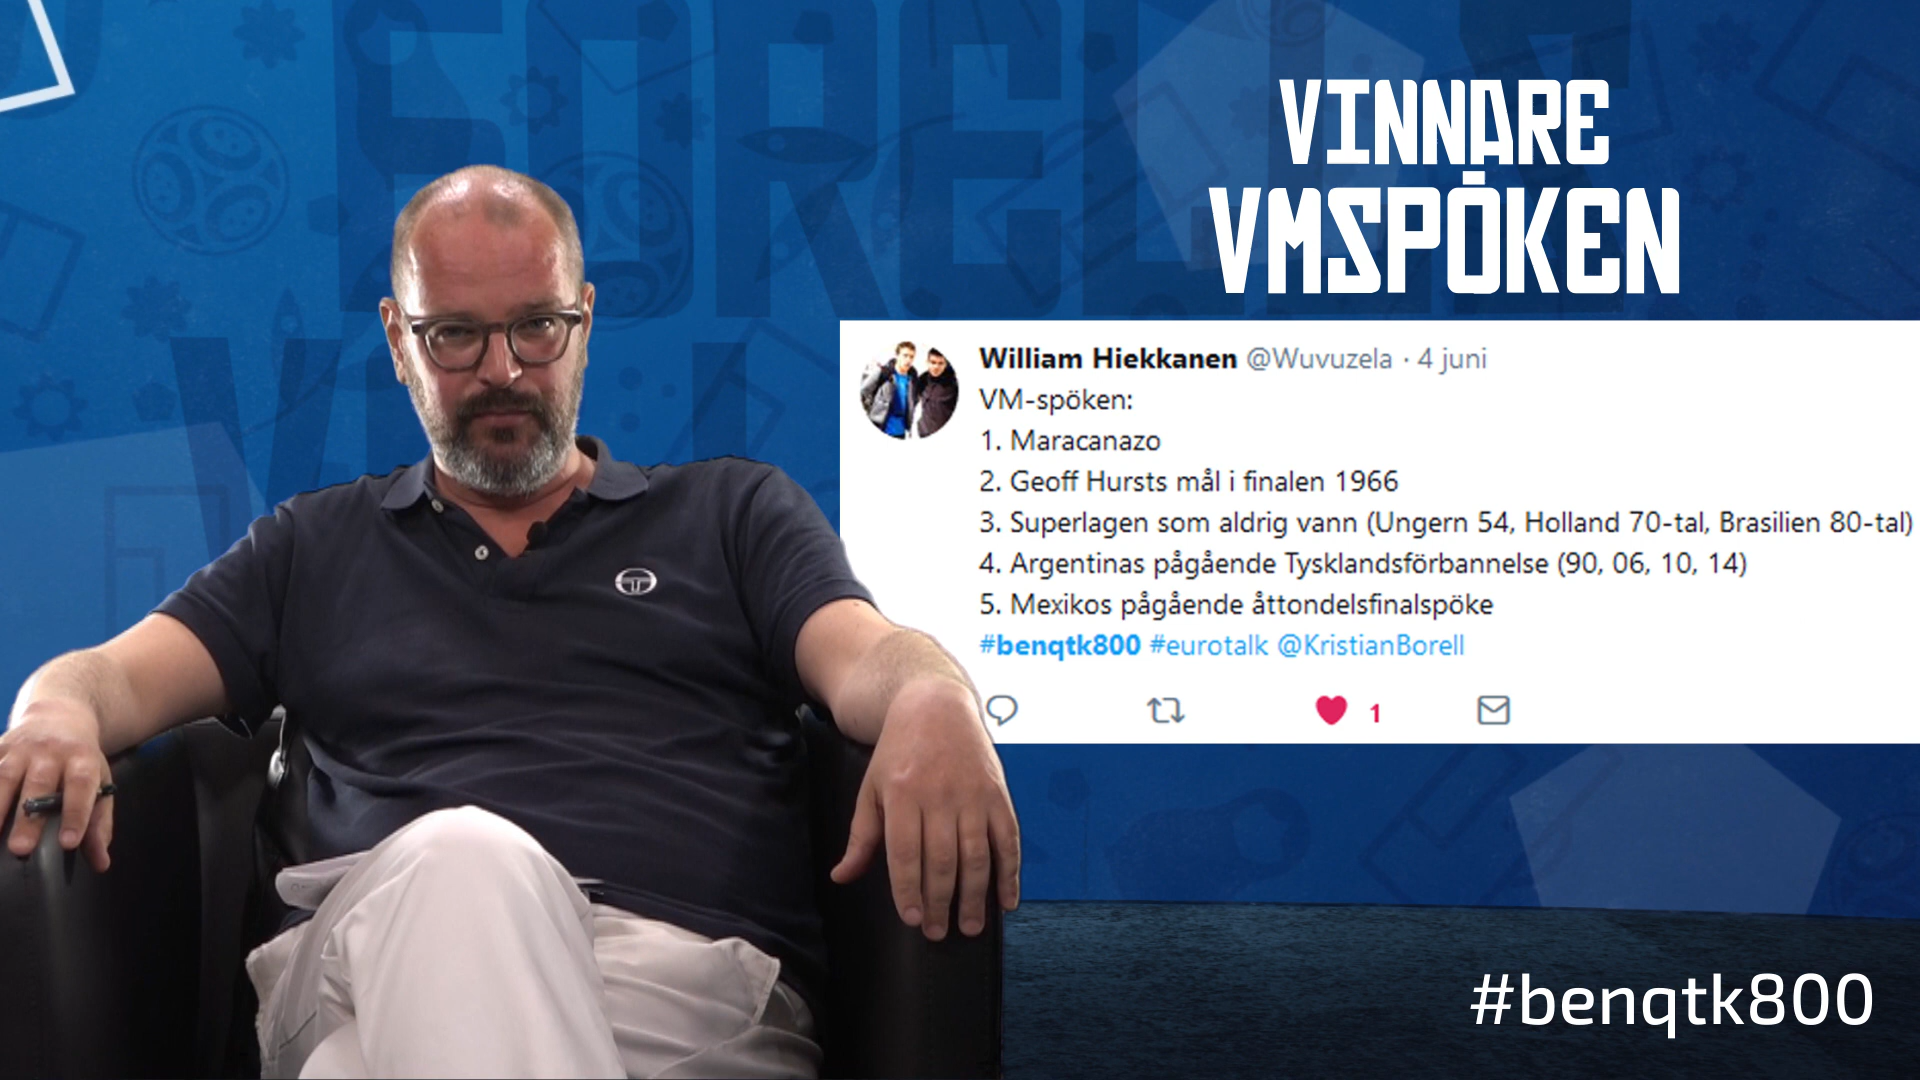 BORELLS
VM
VINNARE
VMSPÖKEN
William Hiekkanen @Wuvuzela · 4 juni
VM-spöken:
1. Maracanazo
2. Geoff Hursts mål i finalen 1966
3. Superlagen som aldrig vann (Ungern 54, Holland 70-tal, Brasilien 80-tal)
4. Argentinas pågående Tysklandsförbannelse (90, 06, 10, 14)
5. Mexikos pågående åttondelsfinalspöke
#benqtk800 #eurotalk @KristianBorell
1
#benqtk800